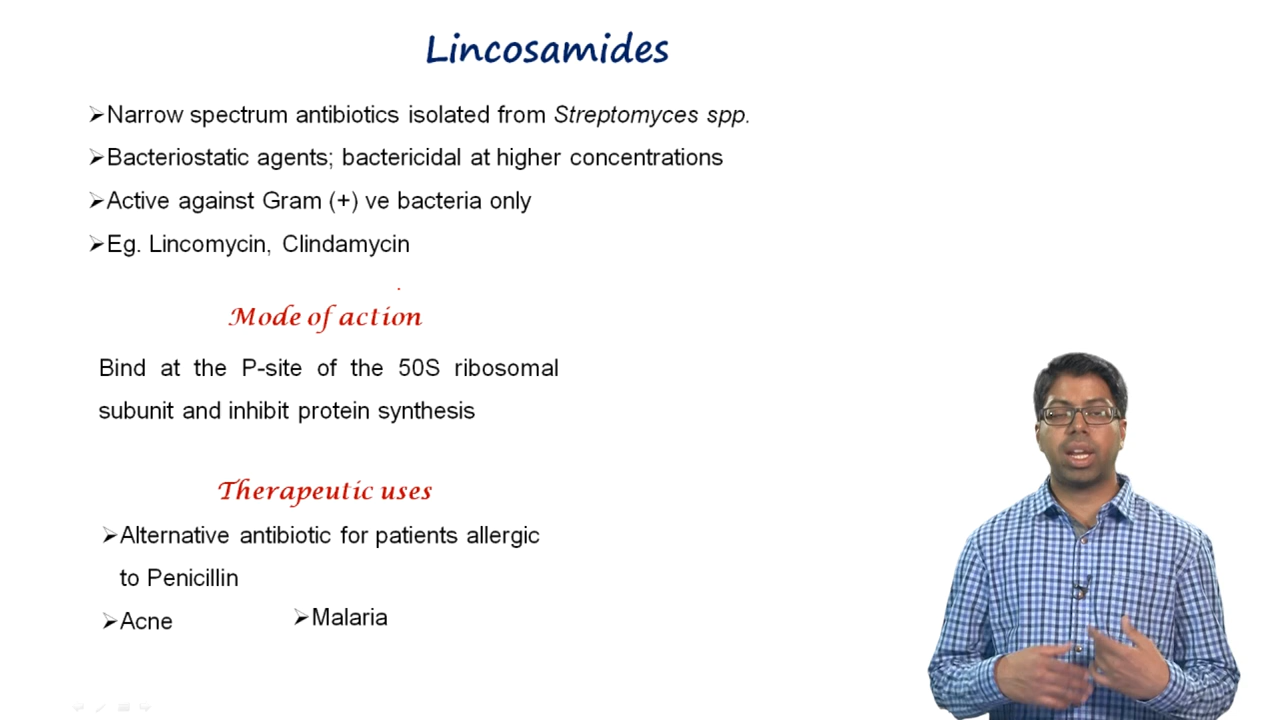 Lincosamides
➢Narrow spectrum antibiotics isolated from Streptomyces spp.
➢Bacteriostatic agents; bactericidal at higher concentrations
➢Active against Gram (+) ve bacteria only
➢Eg. Lincomycin, Clindamycin
Mode of action
Bind at the P-site of the 50S ribosomal
subunit and inhibit protein synthesis
Therapeutic uses
➢Alternative antibiotic for patients allergic
to Penicillin
➢Acne
➢Malaria